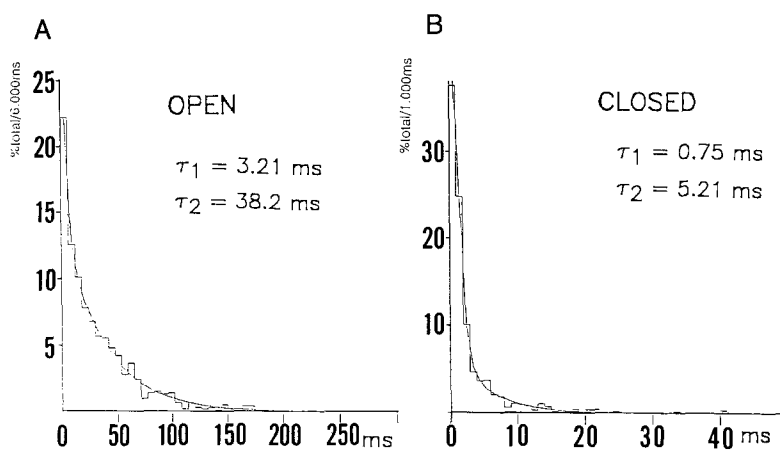 A
%total/6.000ms
25
20
15
10
5
OPEN
τ1 = 3.21 ms
τ2 = 38.2 ms
0 50 100 150 200 250 ms
B
%total/1.000ms
30
20
10
CLOSED
τ1 = 0.75 ms
τ2 = 5.21 ms
0 10 20 30 40 ms